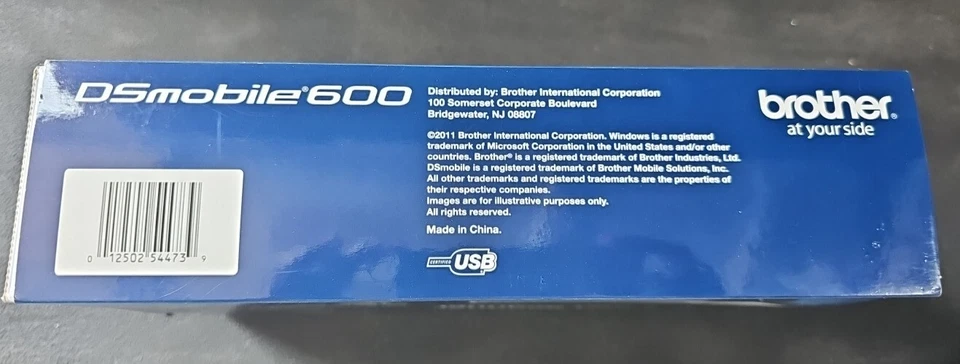 DSmobile®600
Distributed by: Brother International Corporation
100 Somerset Corporate Boulevard
Bridgewater, NJ 08807
©2011 Brother International Corporation. Windows is a registered
trademark of Microsoft Corporation in the United States and/or other
countries. Brother® is a registered trademark of Brother Industries, Ltd.
DSmobile is a registered trademark of Brother Mobile Solutions, Inc.
All other trademarks and registered trademarks are the properties of
their respective companies.
Images are for illustrative purposes only.
All rights reserved.
Made in China.
CERTIFIED USB
brother®
at your side
0 12502 54473 9